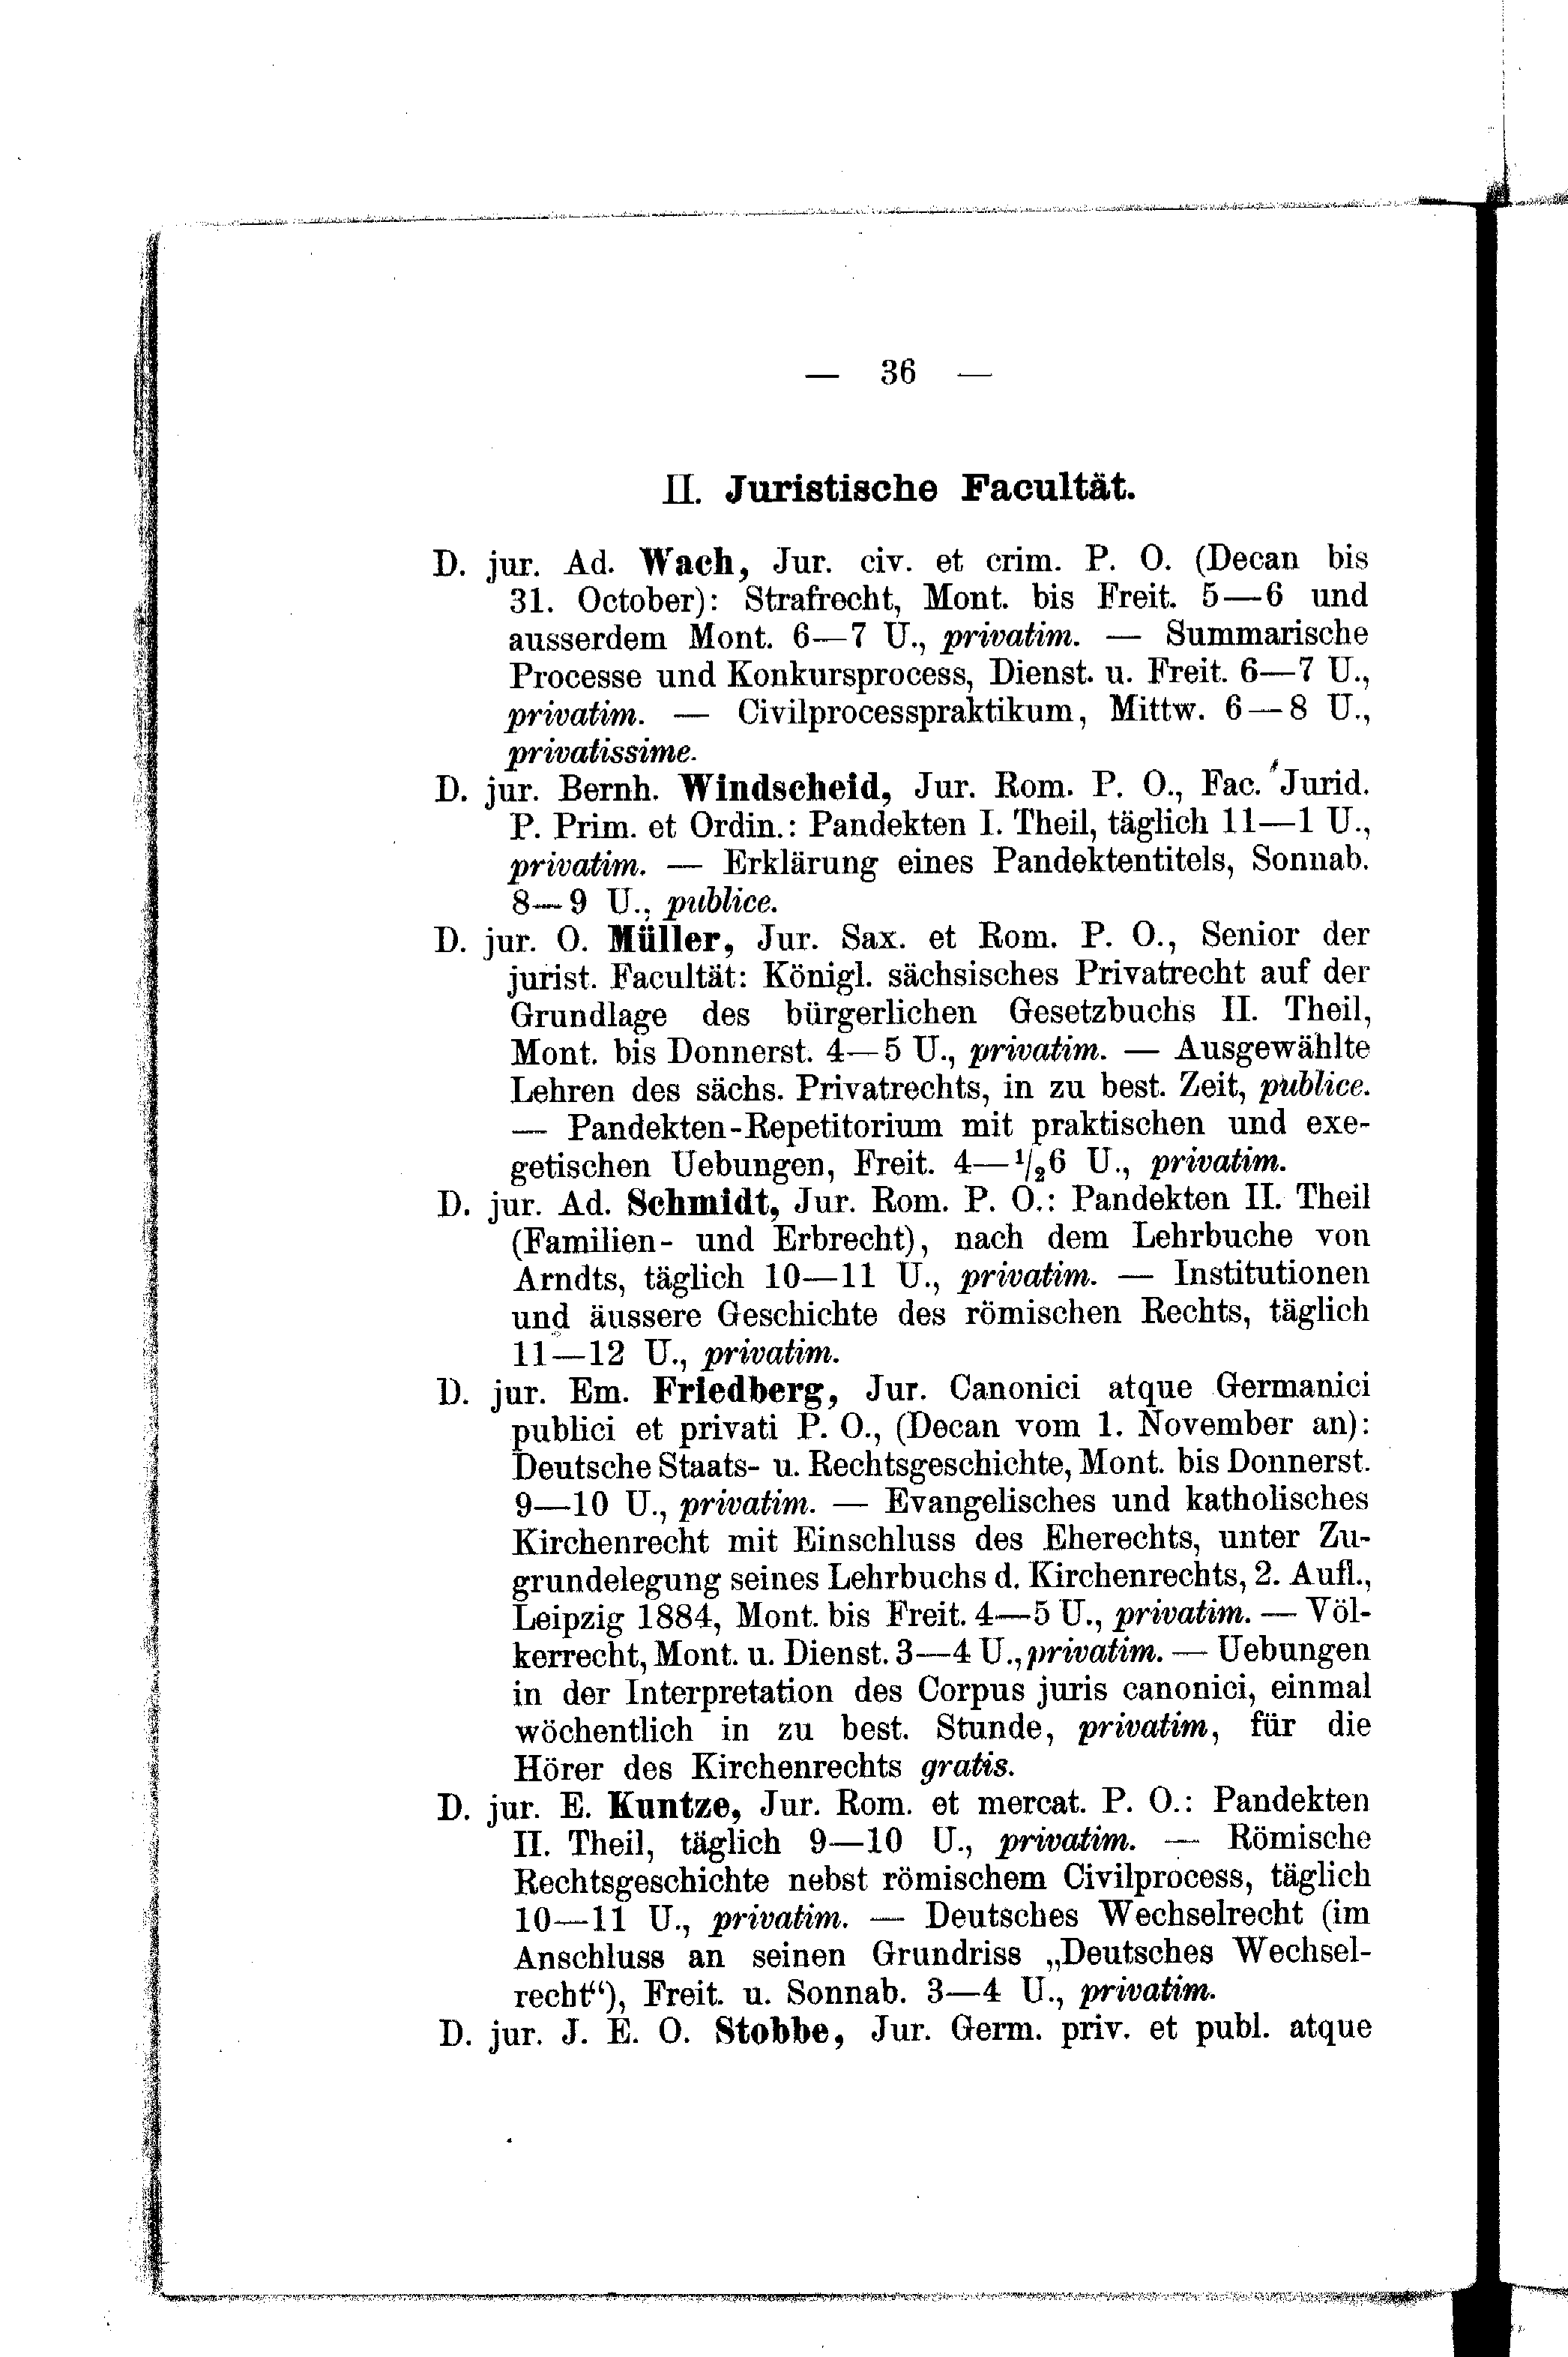 — 36 —
II. Juristische Facultät.
D. jur. Ad. Wach, Jur. civ. et crim. P. O. (Decan bis
31. October): Strafrecht, Mont. bis Freit. 5—6 und
ausserdem Mont. 6—7 U., privatim. — Summarische
Processe und Konkursprocess, Dienst. u. Freit. 6—7 U.,
privatim. — Civilprocesspraktikum, Mittw. 6—8 U.,
privatissime.
D. jur. Bernh. Windscheid, Jur. Rom. P. O., Fac. Jurid.
P. Prim. et Ordin.: Pandekten I. Theil, täglich 11—1 U.,
privatim. — Erklärung eines Pandektentitels, Sonnab.
8—9 U., publice.
D. jur. O. Müller, Jur. Sax. et Rom. P. O., Senior der
jurist. Facultät: Königl. sächsisches Privatrecht auf der
Grundlage des bürgerlichen Gesetzbuchs II. Theil,
Mont. bis Donnerst. 4—5 U., privatim. — Ausgewählte
Lehren des sächs. Privatrechts, in zu best. Zeit, publice.
— Pandekten-Repetitorium mit praktischen und exe-
getischen Uebungen, Freit. 4—1/26 U., privatim.
D. jur. Ad. Schmidt, Jur. Rom. P. O.: Pandekten II. Theil
(Familien- und Erbrecht), nach dem Lehrbuche von
Arndts, täglich 10—11 U., privatim. — Institutionen
und äussere Geschichte des römischen Rechts, täglich
11—12 U., privatim.
D. jur. Em. Friedberg, Jur. Canonici atque Germanici
publici et privati P. O., (Decan vom 1. November an):
Deutsche Staats- u. Rechtsgeschichte, Mont. bis Donnerst.
9—10 U., privatim. — Evangelisches und katholisches
Kirchenrecht mit Einschluss des Eherechts, unter Zu-
grundelegung seines Lehrbuchs d. Kirchenrechts, 2. Aufl.,
Leipzig 1884, Mont. bis Freit. 4—5 U., privatim. — Völ-
kerrecht, Mont. u. Dienst. 3—4 U., privatim. — Uebungen
in der Interpretation des Corpus juris canonici, einmal
wöchentlich in zu best. Stunde, privatim, für die
Hörer des Kirchenrechts gratis.
D. jur. E. Kuntze, Jur. Rom. et mercat. P. O.: Pandekten
II. Theil, täglich 9—10 U., privatim. — Römische
Rechtsgeschichte nebst römischem Civilprocess, täglich
10—11 U., privatim. — Deutsches Wechselrecht (im
Anschluss an seinen Grundriss „Deutsches Wechsel-
recht“), Freit. u. Sonnab. 3—4 U., privatim.
D. jur. J. E. O. Stobbe, Jur. Germ. priv. et publ. atque